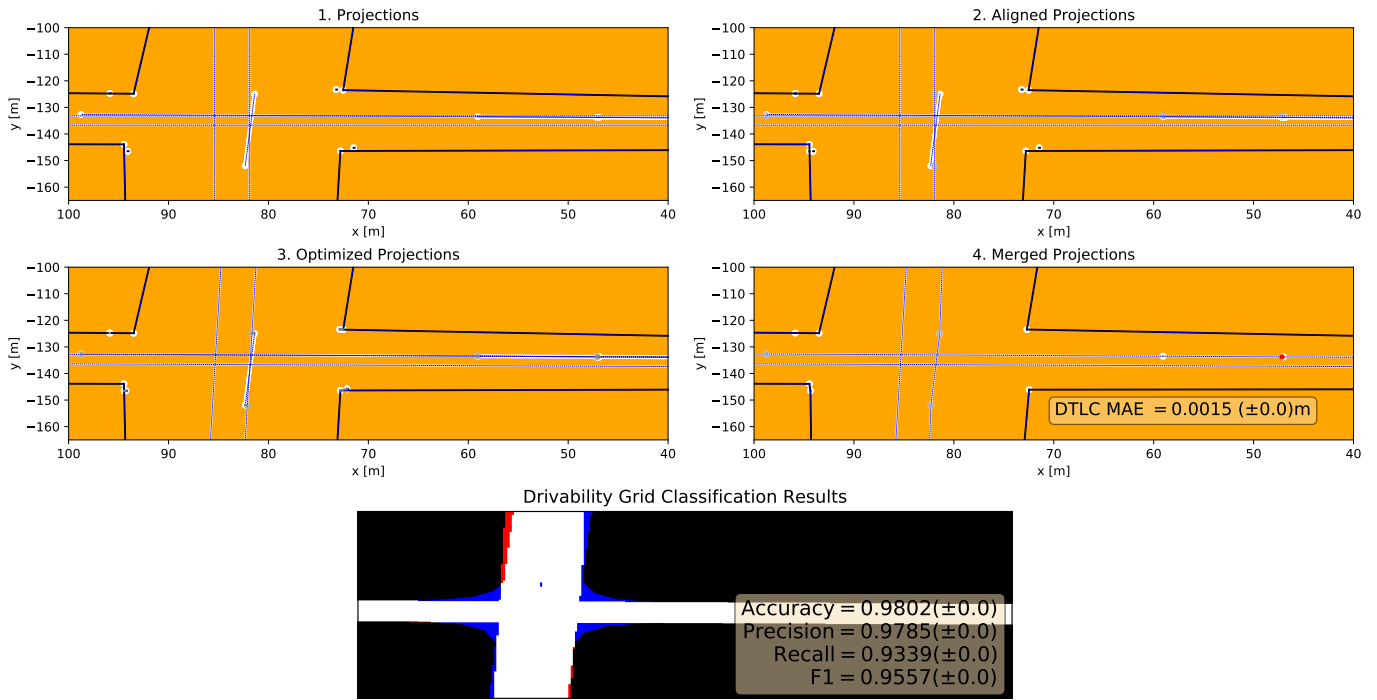 1. Projections
−100
−110
−120
−130
−140
−150
−160
y [m]
100 90 80 70 60 50 40
x [m]
2. Aligned Projections
−100
−110
−120
−130
−140
−150
−160
y [m]
100 90 80 70 60 50 40
x [m]
3. Optimized Projections
−100
−110
−120
−130
−140
−150
−160
y [m]
100 90 80 70 60 50 40
x [m]
4. Merged Projections
−100
−110
−120
−130
−140
−150
−160
y [m]
DTLC MAE = 0.0015 (±0.0)m
100 90 80 70 60 50 40
x [m]
Drivability Grid Classification Results
Accuracy = 0.9802(±0.0)
Precision = 0.9785(±0.0)
Recall = 0.9339(±0.0)
F1 = 0.9557(±0.0)